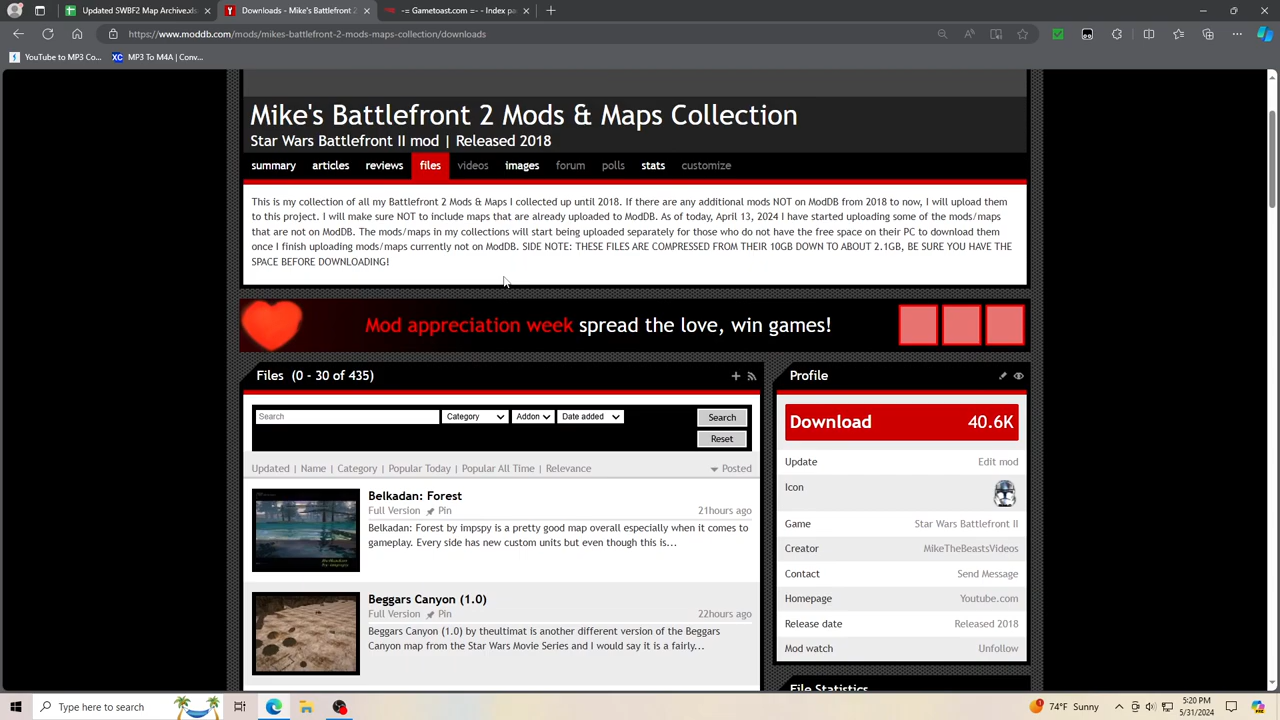 Updated SWBF2 Map Archive.xls
Downloads - Mike's Battlefront 2
-= Gametoast.com =- - Index pa
https://www.moddb.com/mods/mikes-battlefront-2-mods-maps-collection/downloads
YouTube to MP3 Co...
MP3 To M4A | Conv...
Mike's Battlefront 2 Mods & Maps Collection
Star Wars Battlefront II mod | Released 2018
summary articles reviews files videos images forum polls stats customize
This is my collection of all my Battlefront 2 Mods & Maps I collected up until 2018. If there are any additional mods NOT on ModDB from 2018 to now, I will upload them
to this project. I will make sure NOT to include maps that are already uploaded to ModDB. As of today, April 13, 2024 I have started uploading some of the mods/maps
that are not on ModDB. The mods/maps in my collections will start being uploaded separately for those who do not have the free space on their PC to download them
once I finish uploading mods/maps currently not on ModDB. SIDE NOTE: THESE FILES ARE COMPRESSED FROM THEIR 10GB DOWN TO ABOUT 2.1GB, BE SURE YOU HAVE THE
SPACE BEFORE DOWNLOADING!
Mod appreciation week spread the love, win games!
Files (0 - 30 of 435)
Search
Category
Addon
Date added
Search
Reset
Updated | Name | Category | Popular Today | Popular All Time | Relevance
Posted
Belkadan: Forest
Full Version Pin
21hours ago
Belkadan: Forest by impspy is a pretty good map overall especially when it comes to
gameplay. Every side has new custom units but even though this is...
Beggars Canyon (1.0)
Full Version Pin
22hours ago
Beggars Canyon (1.0) by theultimat is another different version of the Beggars
Canyon map from the Star Wars Movie Series and I would say it is a fairly...
Profile
Download 40.6K
Update Edit mod
Icon
Game Star Wars Battlefront II
Creator MikeTheBeastsVideos
Contact Send Message
Homepage Youtube.com
Release date Released 2018
Mod watch Unfollow
File Statistics
Type here to search
74°F Sunny
5:20 PM
5/31/2024